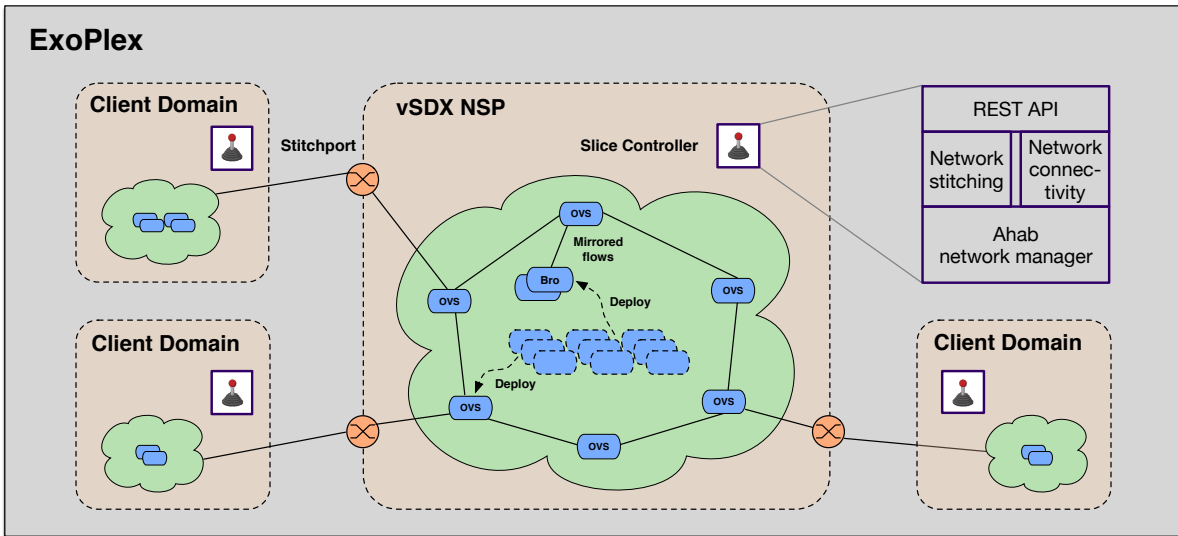 ExoPlex
Client Domain
vSDX NSP
Stitchport
Slice Controller
REST API
Network
stitching
Network
connec-
tivity
Ahab
network manager
OVS
Mirrored
flows
Bro
Deploy
OVS
OVS
Deploy
OVS
OVS
OVS
Client Domain
Client Domain